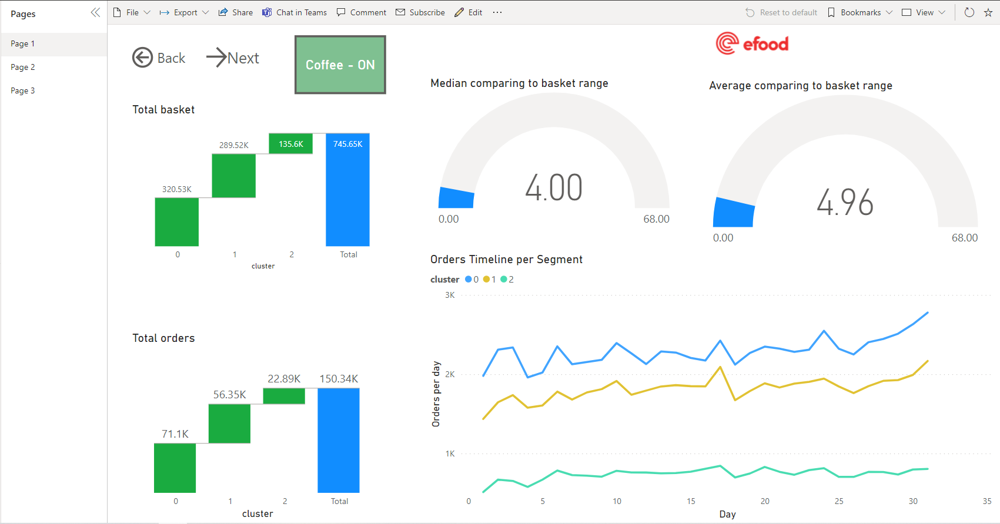 Pages
Page 1
Page 2
Page 3
File Export Share Chat in Teams Comment Subscribe Edit ...
Reset to default Bookmarks View
Back Next
Coffee - ON
efood
Total basket
320.53K
289.52K
135.6K
745.65K
0 1 2 Total
cluster
Total orders
71.1K
56.35K
22.89K
150.34K
0 1 2 Total
cluster
Median comparing to basket range
4.00
0.00 68.00
Average comparing to basket range
4.96
0.00 68.00
Orders Timeline per Segment
cluster 0 1 2
3K
2K
1K
Orders per day
0 5 10 15 20 25 30 35
Day